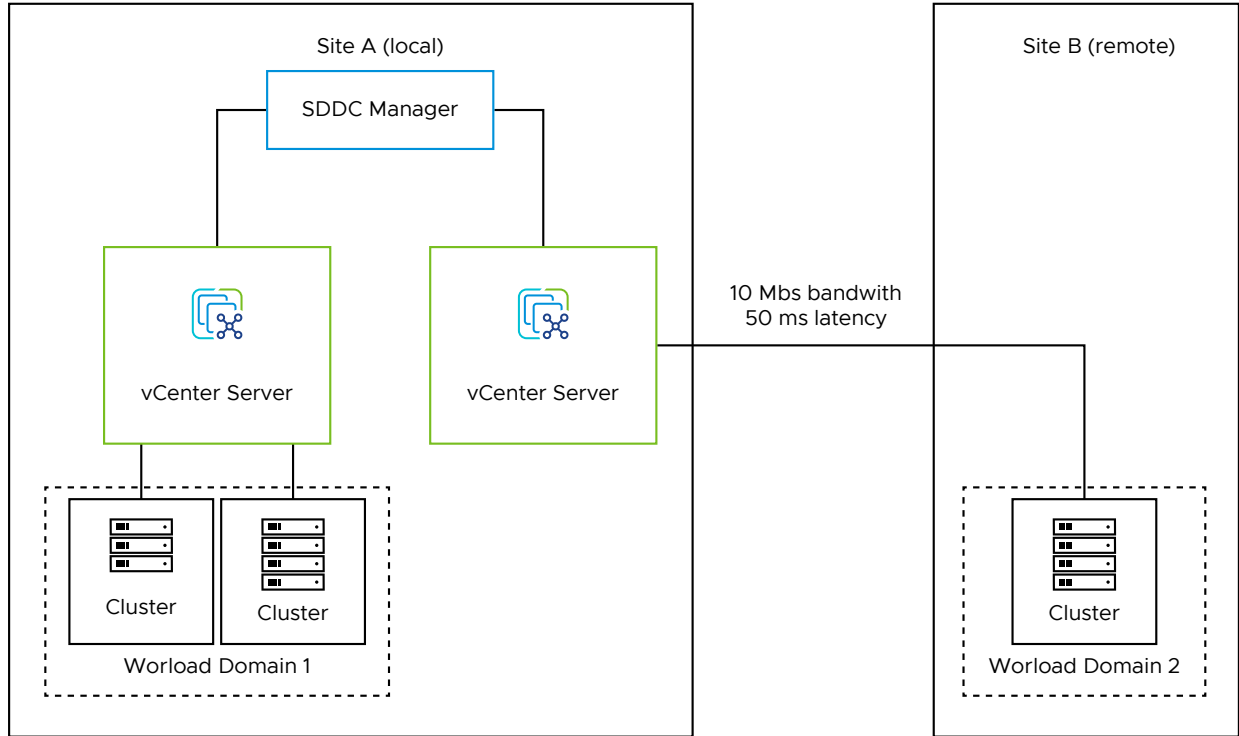 Site A (local)
Site B (remote)
SDDC Manager
vCenter Server
vCenter Server
10 Mbs bandwith
50 ms latency
Cluster
Cluster
Cluster
Worload Domain 1
Worload Domain 2